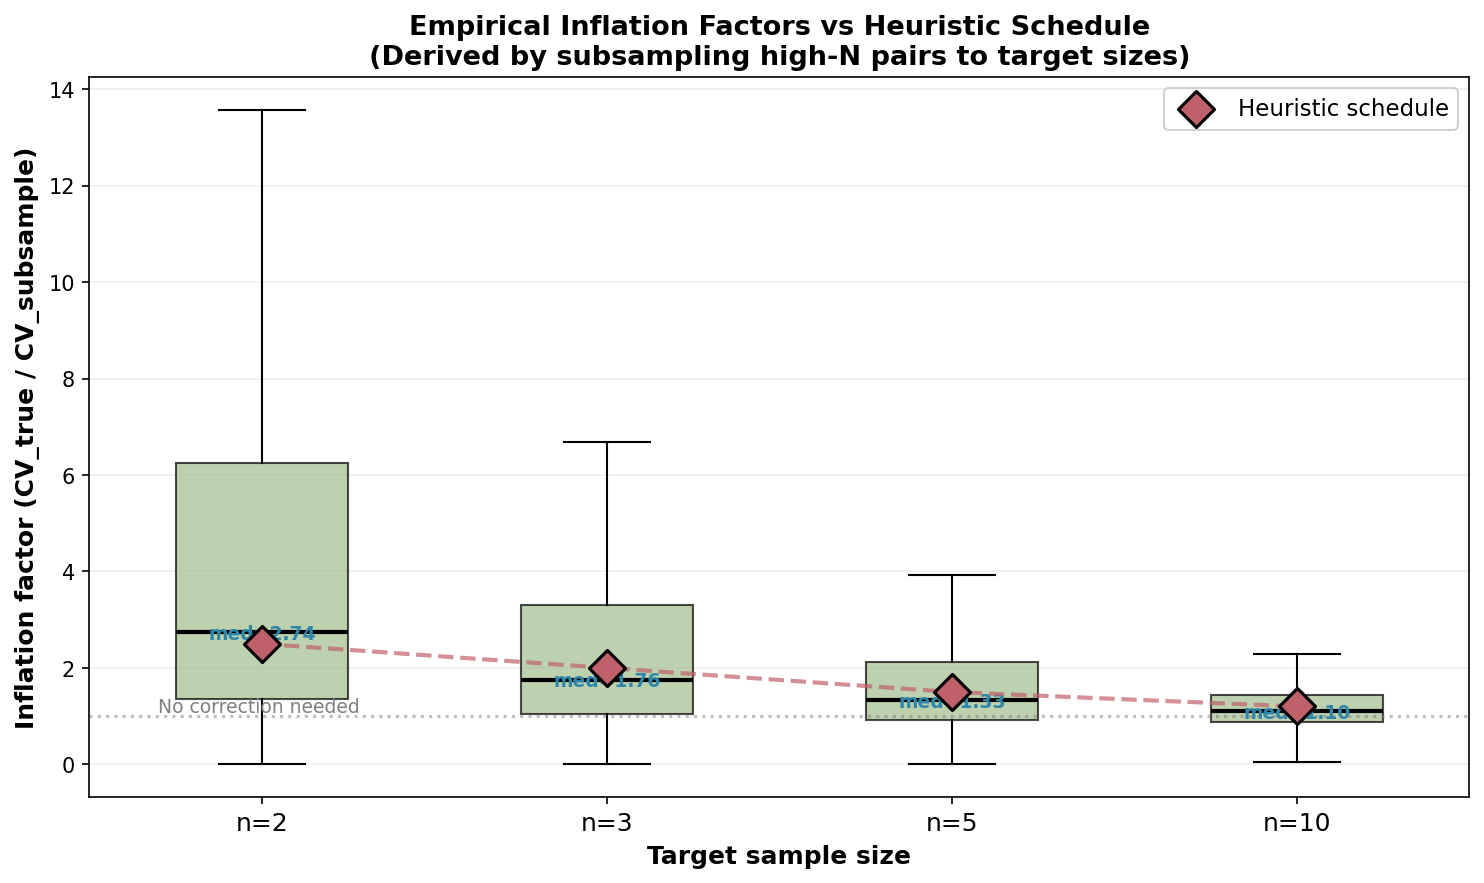 Empirical Inflation Factors vs Heuristic Schedule
(Derived by subsampling high-N pairs to target sizes)
Heuristic schedule
Inflation factor (CV_true / CV_subsample)
14
12
10
8
6
4
2
0
med 2.74
med 1.76
med 1.33
med 1.10
No correction needed
n=2
n=3
n=5
n=10
Target sample size